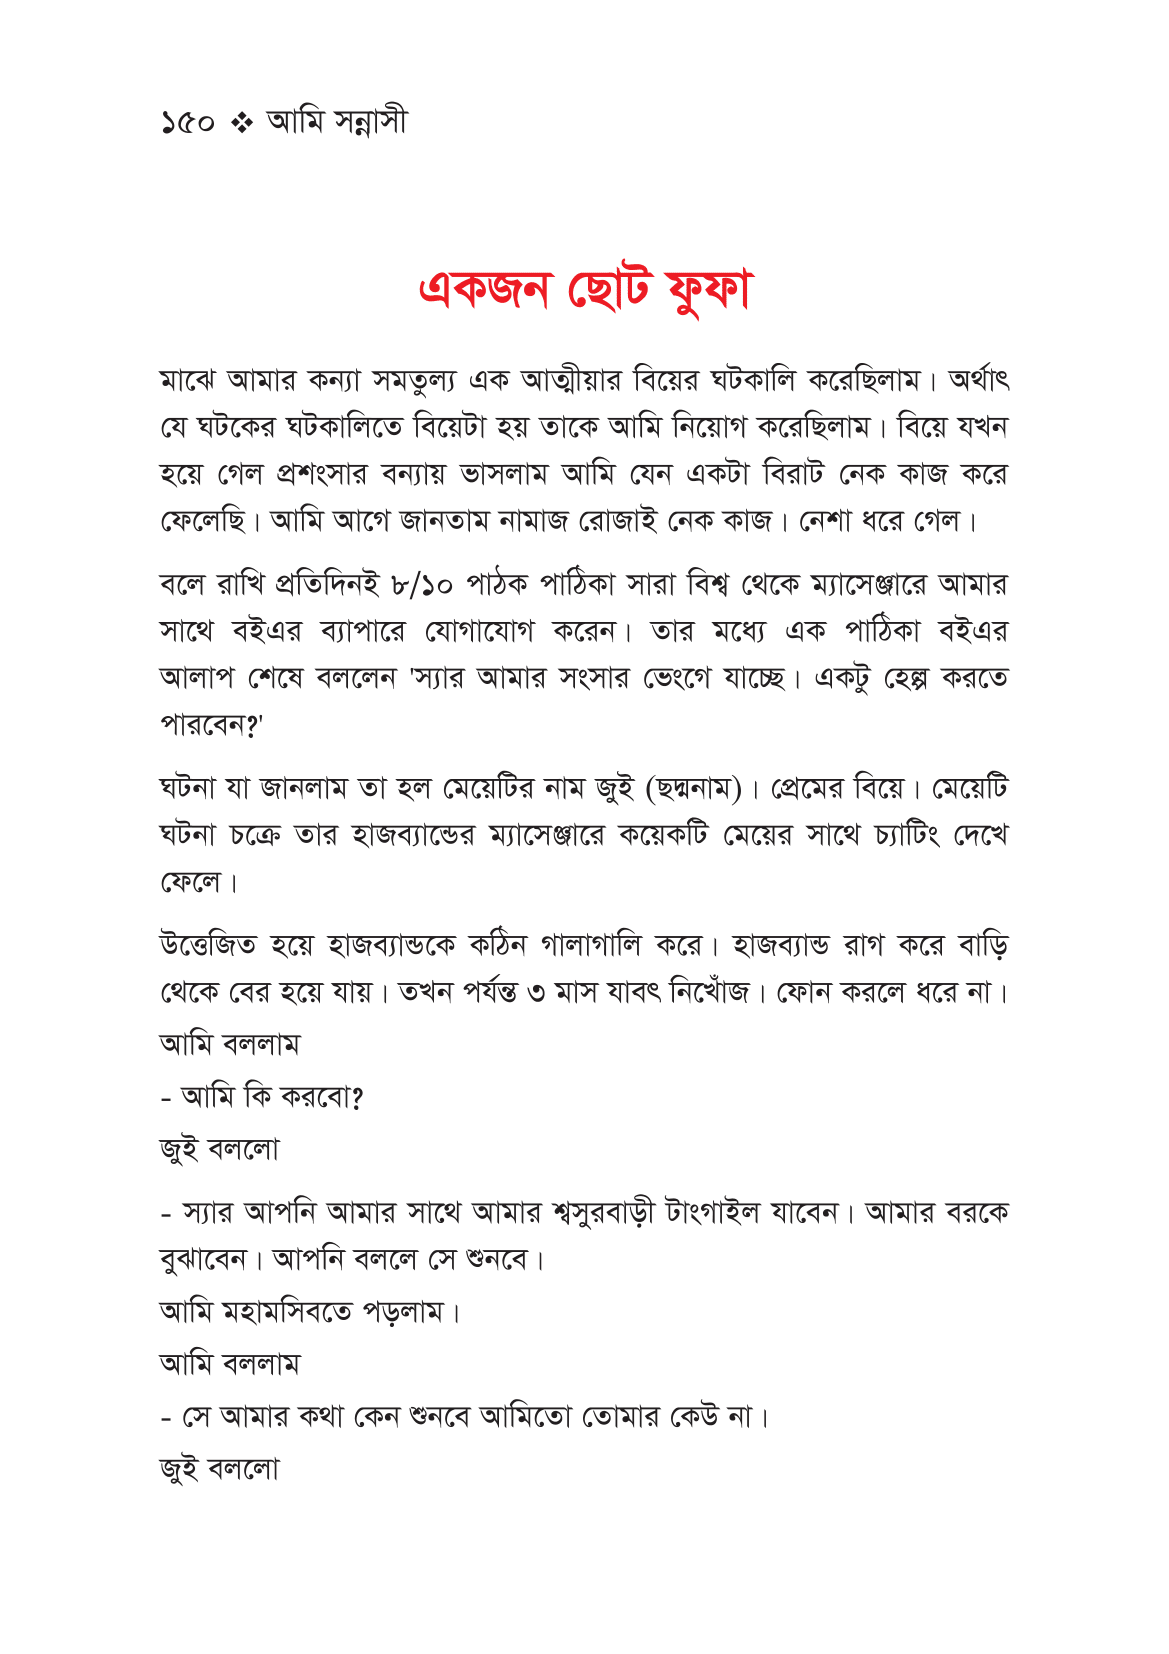 ১৫০ ❖ আমি সন্নাসী
একজন ছোট ফুফা
মাঝে আমার কন্যা সমতুল্য এক আত্মীয়ার বিয়ের ঘটকালি করেছিলাম। অর্থাৎ
যে ঘটকের ঘটকালিতে বিয়েটা হয় তাকে আমি নিয়োগ করেছিলাম। বিয়ে যখন
হয়ে গেল প্রশংসার বন্যায় ভাসলাম আমি যেন একটা বিরাট নেক কাজ করে
ফেলেছি। আমি আগে জানতাম নামাজ রোজাই নেক কাজ। নেশা ধরে গেল।
বলে রাখি প্রতিদিনই ৮/১০ পাঠক পাঠিকা সারা বিশ্ব থেকে ম্যাসেঞ্জারে আমার
সাথে বইএর ব্যাপারে যোগাযোগ করেন। তার মধ্যে এক পাঠিকা বইএর
আলাপ শেষে বললেন 'স্যার আমার সংসার ভেংগে যাচ্ছে। একটু হেল্প করতে
পারবেন?'
ঘটনা যা জানলাম তা হল মেয়েটির নাম জুই (ছদ্মনাম)। প্রেমের বিয়ে। মেয়েটি
ঘটনা চক্রে তার হাজব্যান্ডের ম্যাসেঞ্জারে কয়েকটি মেয়ের সাথে চ্যাটিং দেখে
ফেলে।
উত্তেজিত হয়ে হাজব্যান্ডকে কঠিন গালাগালি করে। হাজব্যান্ড রাগ করে বাড়ি
থেকে বের হয়ে যায়। তখন পর্যন্ত ৩ মাস যাবৎ নিখোঁজ। ফোন করলে ধরে না।
আমি বললাম
- আমি কি করবো?
জুই বললো
- স্যার আপনি আমার সাথে আমার শ্বসুরবাড়ী টাংগাইল যাবেন। আমার বরকে
বুঝাবেন। আপনি বললে সে শুনবে।
আমি মহামসিবতে পড়লাম।
আমি বললাম
- সে আমার কথা কেন শুনবে আমিতো তোমার কেউ না।
জুই বললো